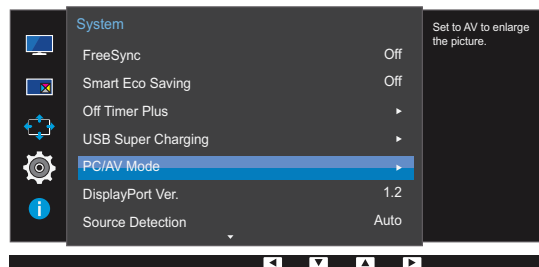 System
FreeSync Off
Smart Eco Saving Off
Off Timer Plus
USB Super Charging
PC/AV Mode
DisplayPort Ver. 1.2
Source Detection Auto
Set to AV to enlarge
the picture.